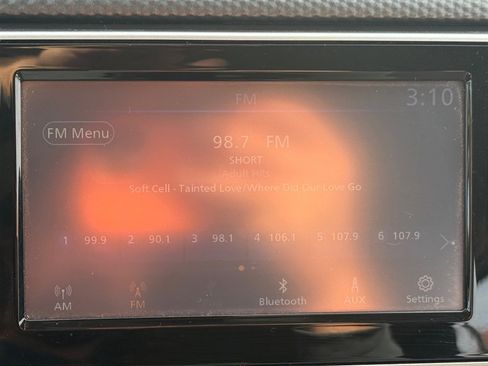 FM
3:10
FM Menu
98.7 FM
SHORT
Adult Hits
Soft Cell - Tainted Love/Where Did Our Love Go
1 99.9 2 90.1 3 98.1 4 106.1 5 107.9 6 107.9
AM FM Bluetooth AUX Settings